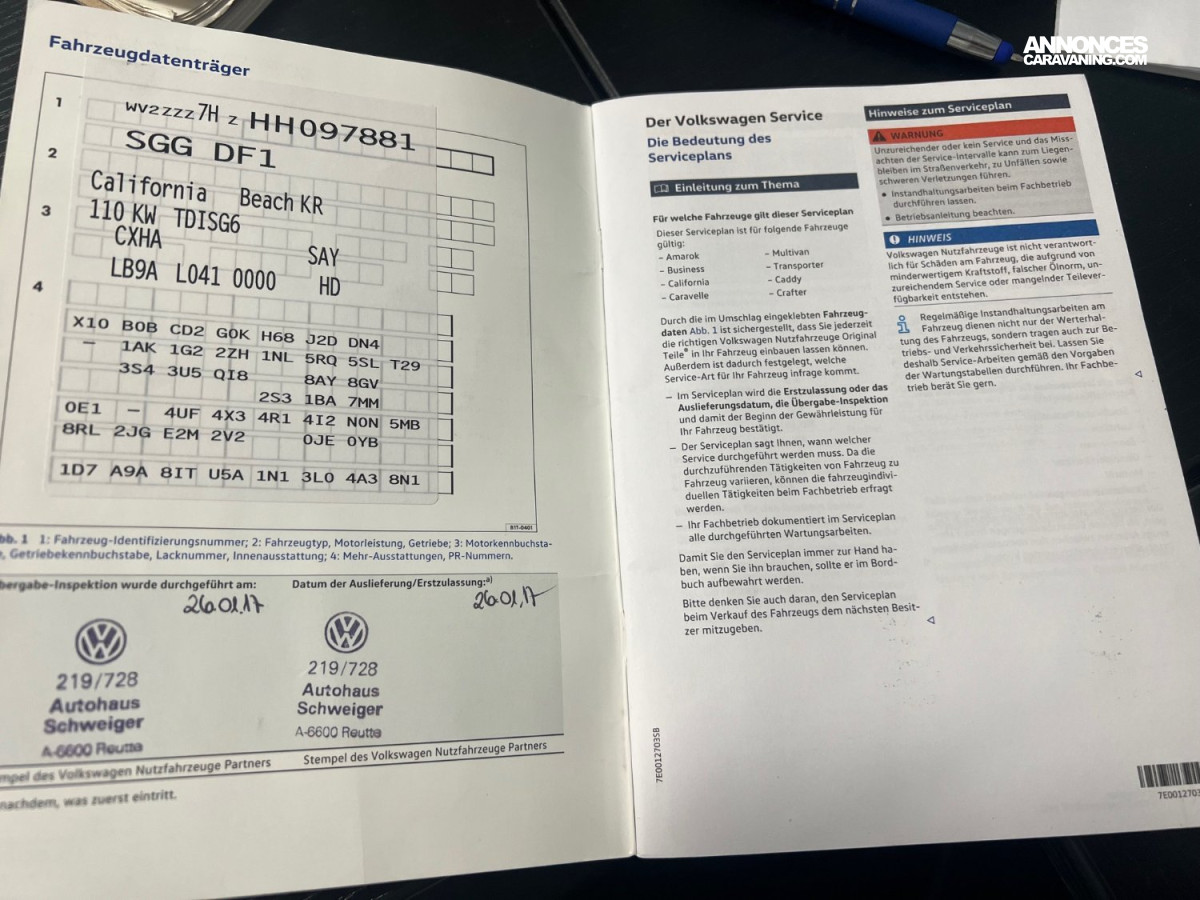 ANNONCES
CARAVANING.COM
Fahrzeugdatenträger
1
WV2ZZZ7H Z HH097881
2
SGG DF1
California Beach KR
3
110 KW TDISG6
CXHA SAY
4
LB9A L041 0000 HD
X10 B0B CD2 G0K H68 J2D DN4
– 1AK 1G2 2ZH 1NL 5RQ 5SL T29
3S4 3U5 QI8 8AY 8GV
2S3 1BA 7MM
0E1 – 4UF 4X3 4R1 4I2 N0N 5MB
8RL 2JG E2M 2V2 0JE 0YB
1D7 A9A 8IT U5A 1N1 3L0 4A3 8N1
B1T-0401
bb. 1 1: Fahrzeug-Identifizierungsnummer; 2: Fahrzeugtyp, Motorleistung, Getriebe; 3: Motorkennbuchsta-
e, Getriebekennbuchstabe, Lacknummer, Innenausstattung; 4: Mehr-Ausstattungen, PR-Nummern.
bergabe-Inspektion wurde durchgeführt am:
26.01.17
219/728
Autohaus
Schweiger
A-6600 Reutte
mpel des Volkswagen Nutzfahrzeuge Partners
Datum der Auslieferung/Erstzulassung:a)
26.01.17
219/728
Autohaus
Schweiger
A-6600 Reutte
Stempel des Volkswagen Nutzfahrzeuge Partners
nachdem, was zuerst eintritt.
Der Volkswagen Service
Die Bedeutung des
Serviceplans
Einleitung zum Thema
Für welche Fahrzeuge gilt dieser Serviceplan
Dieser Serviceplan ist für folgende Fahrzeuge
gültig:
– Amarok
– Business
– California
– Caravelle
– Multivan
– Transporter
– Caddy
– Crafter
Durch die im Umschlag eingeklebten Fahrzeug-
daten Abb. 1 ist sichergestellt, dass Sie jederzeit
die richtigen Volkswagen Nutzfahrzeuge Original
Teile® in Ihr Fahrzeug einbauen lassen können.
Außerdem ist dadurch festgelegt, welche
Service-Art für Ihr Fahrzeug infrage kommt.
– Im Serviceplan wird die Erstzulassung oder das
Auslieferungsdatum, die Übergabe-Inspektion
und damit der Beginn der Gewährleistung für
Ihr Fahrzeug bestätigt.
– Der Serviceplan sagt Ihnen, wann welcher
Service durchgeführt werden muss. Da die
durchzuführenden Tätigkeiten von Fahrzeug zu
Fahrzeug variieren, können die fahrzeugindivi-
duellen Tätigkeiten beim Fachbetrieb erfragt
werden.
– Ihr Fachbetrieb dokumentiert im Serviceplan
alle durchgeführten Wartungsarbeiten.
Damit Sie den Serviceplan immer zur Hand ha-
ben, wenn Sie ihn brauchen, sollte er im Bord-
buch aufbewahrt werden.
Bitte denken Sie auch daran, den Serviceplan
beim Verkauf des Fahrzeugs dem nächsten Besit-
zer mitzugeben.
7E0012703SB
Hinweise zum Serviceplan
WARNUNG
Unzureichender oder kein Service und das Miss-
achten der Service-Intervalle kann zum Liegen-
bleiben im Straßenverkehr, zu Unfällen sowie
schweren Verletzungen führen.
• Instandhaltungsarbeiten beim Fachbetrieb
durchführen lassen.
• Betriebsanleitung beachten.
HINWEIS
Volkswagen Nutzfahrzeuge ist nicht verantwort-
lich für Schäden am Fahrzeug, die aufgrund von
minderwertigem Kraftstoff, falscher Ölnorm, un-
zureichendem Service oder mangelnder Teilever-
fügbarkeit entstehen.
Regelmäßige Instandhaltungsarbeiten am
Fahrzeug dienen nicht nur der Werterhal-
tung des Fahrzeugs, sondern tragen auch zur Be-
triebs- und Verkehrssicherheit bei. Lassen Sie
deshalb Service-Arbeiten gemäß den Vorgaben
der Wartungstabellen durchführen. Ihr Fachbe-
trieb berät Sie gern.
7E0012703